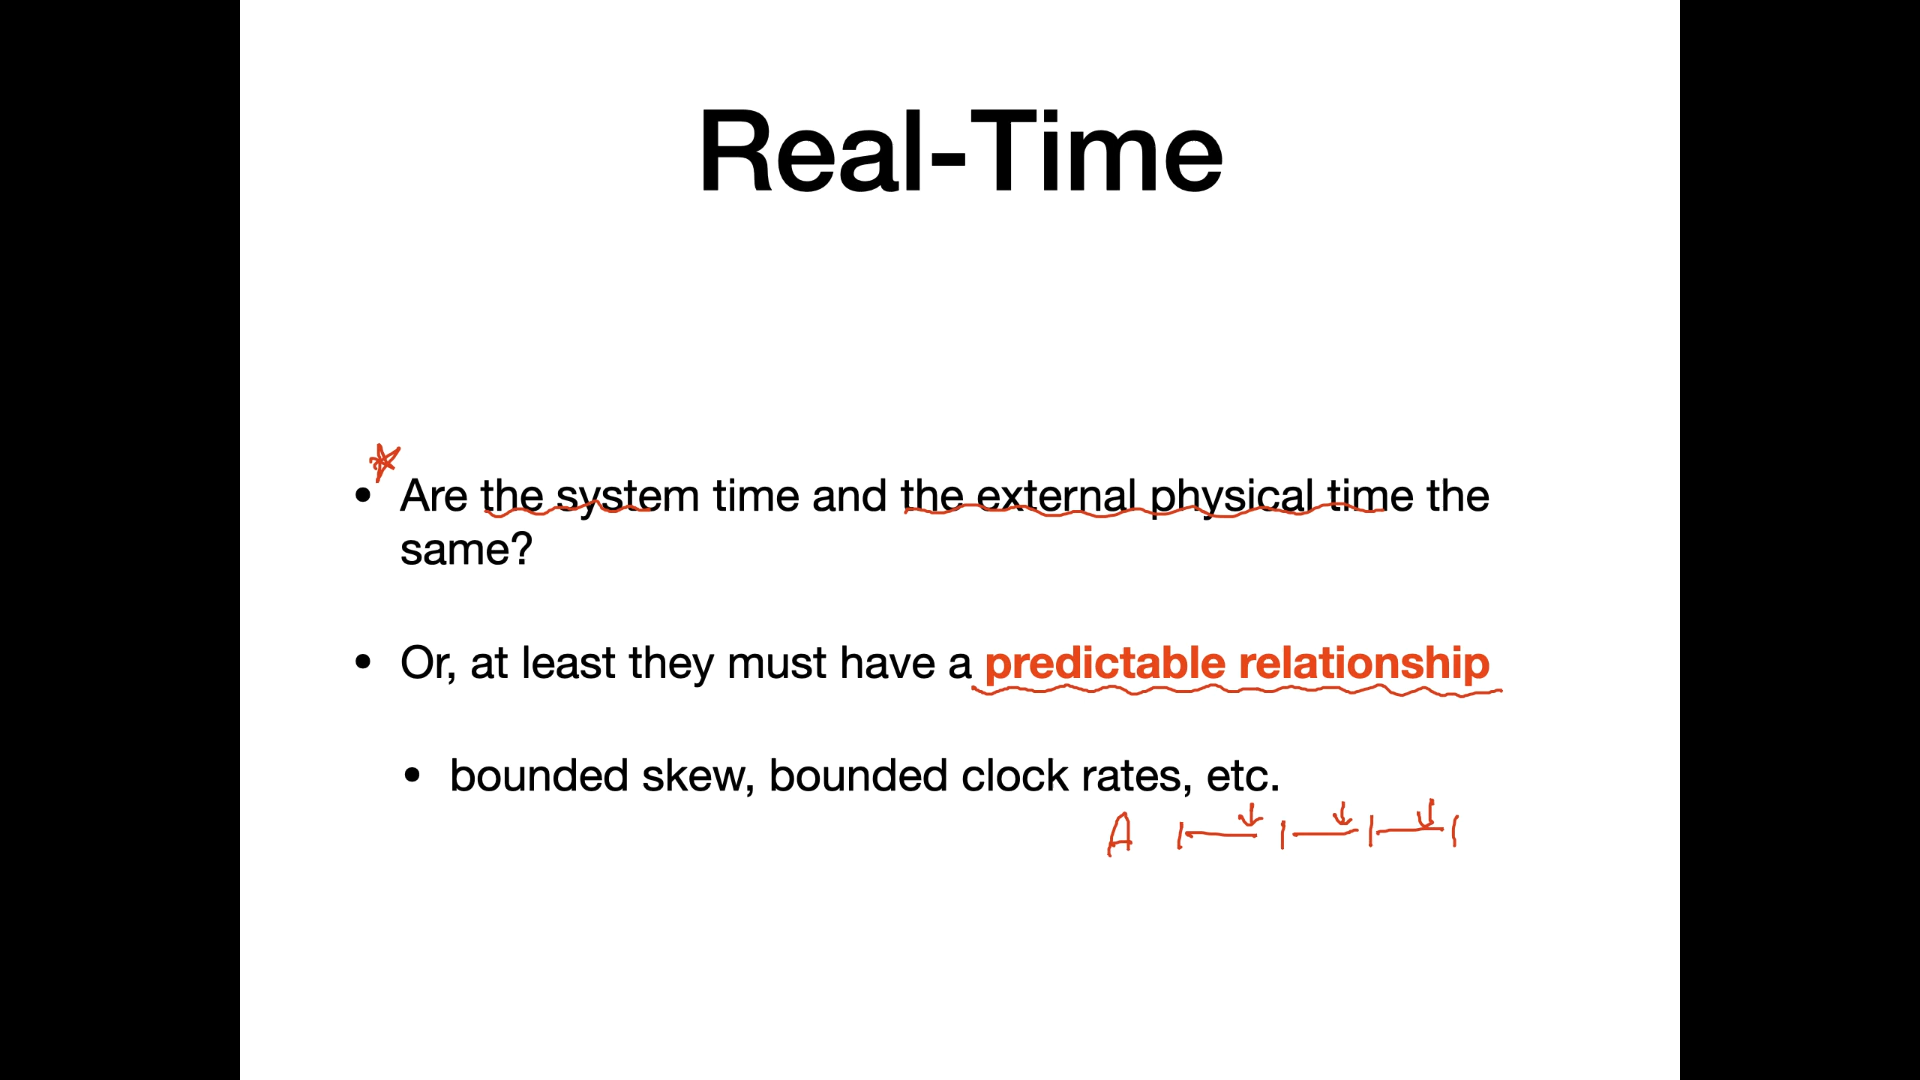 Real-Time
• Are the system time and the external physical time the
same?
• Or, at least they must have a predictable relationship
• bounded skew, bounded clock rates, etc.
A